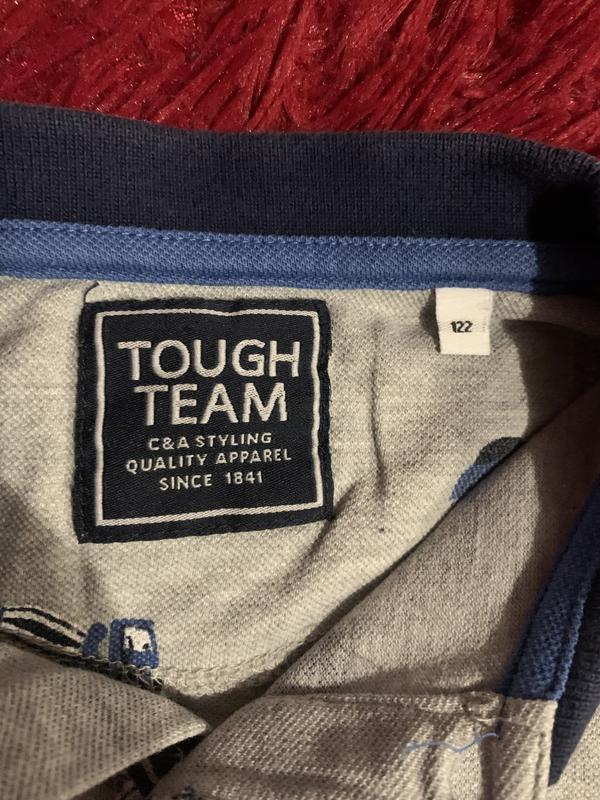 TOUGH
TEAM
C&A STYLING
QUALITY APPAREL
SINCE 1841
122